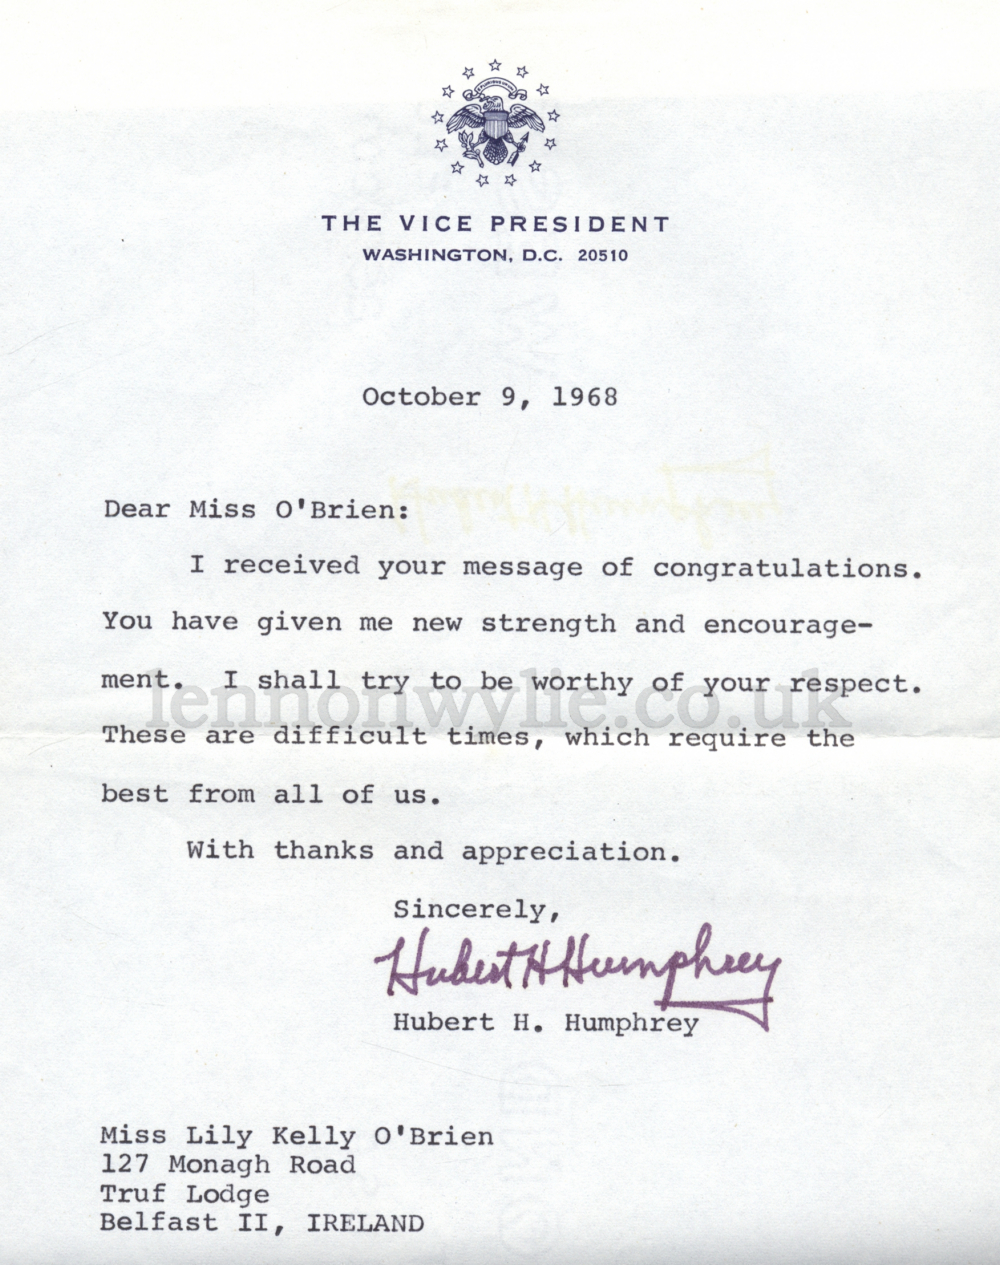 THE VICE PRESIDENT
WASHINGTON, D.C. 20510
October 9, 1968
Dear Miss O'Brien:
I received your message of congratulations.
You have given me new strength and encourage-
ment. I shall try to be worthy of your respect.
lennonwylie.co.uk
These are difficult times, which require the
best from all of us.
With thanks and appreciation.
Sincerely,
Hubert H Humphrey
Hubert H. Humphrey
Miss Lily Kelly O'Brien
127 Monagh Road
Truf Lodge
Belfast II, IRELAND